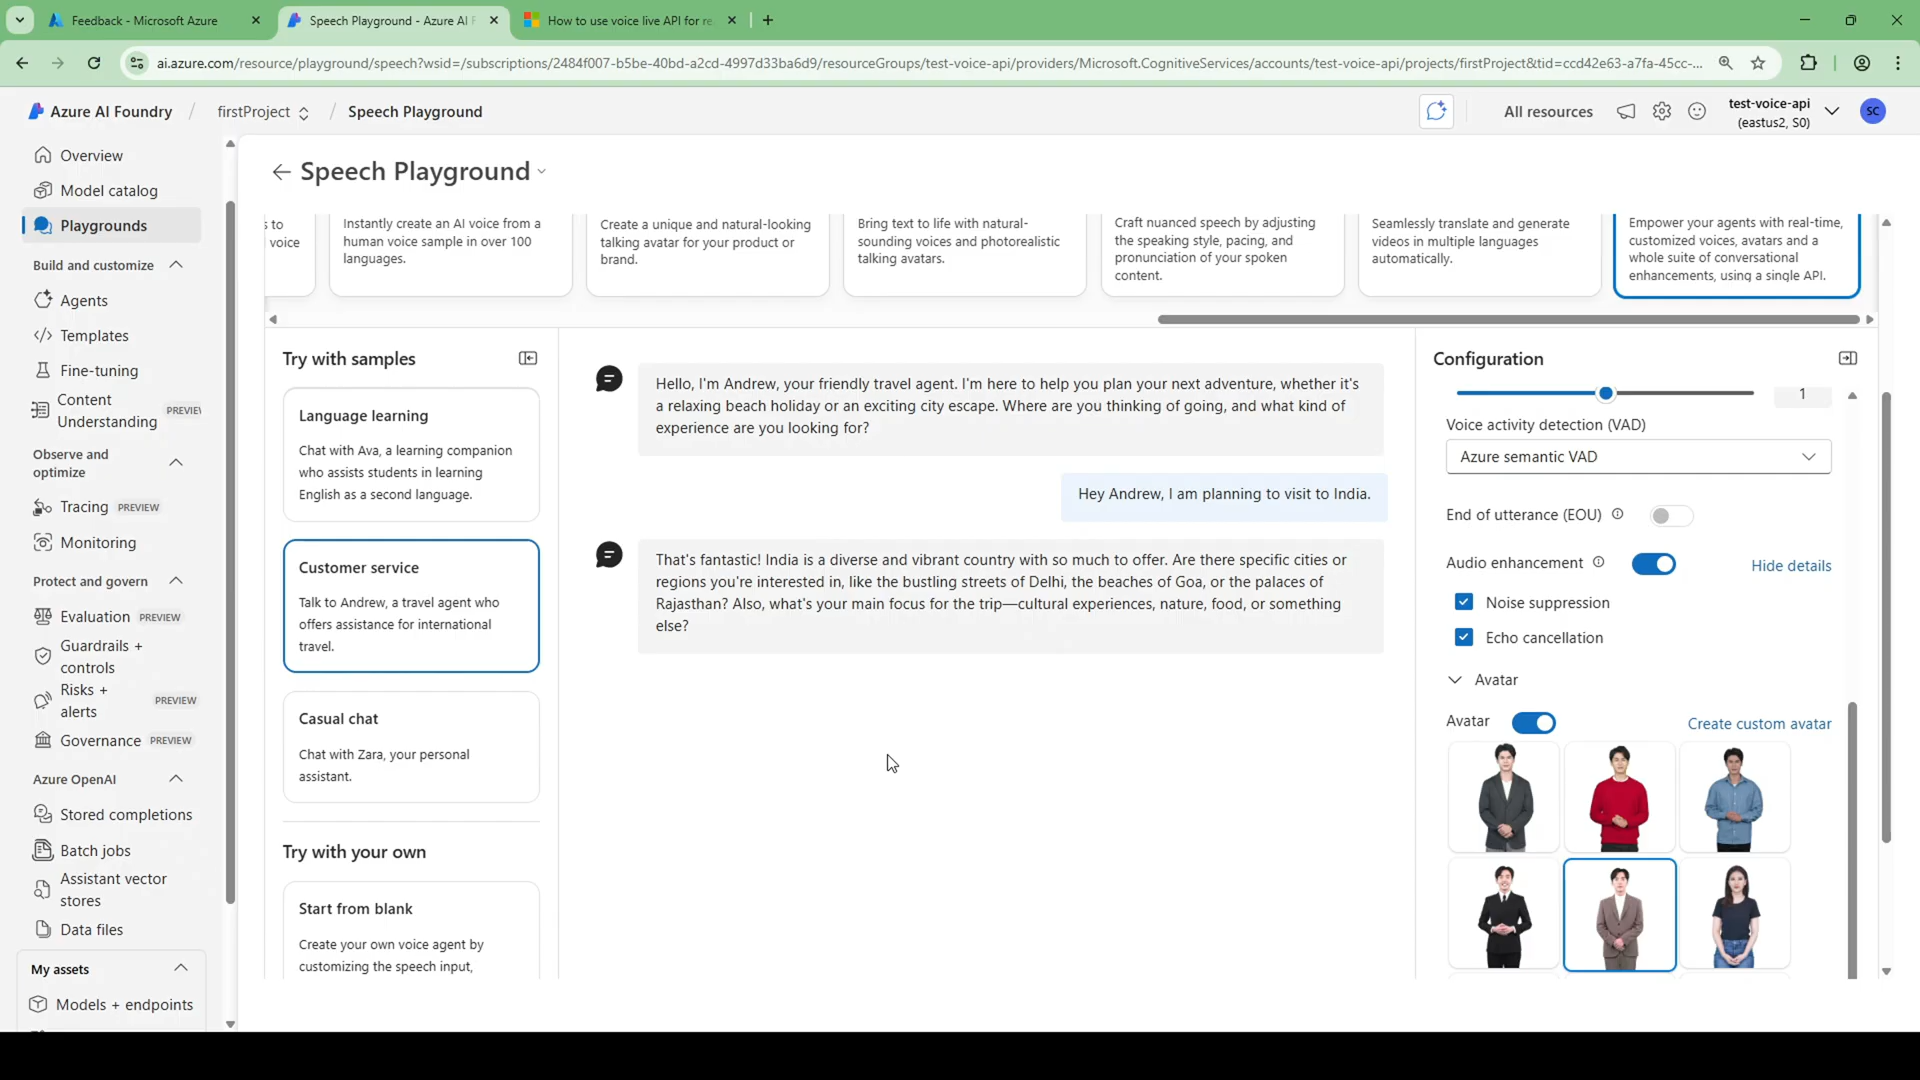 Feedback - Microsoft Azure
Speech Playground - Azure AI F
How to use voice live API for re
ai.azure.com/resource/playground/speech?wsid=/subscriptions/2484f007-b5be-40bd-a2cd-4997d33ba6d9/resourceGroups/test-voice-api/providers/Microsoft.CognitiveServices/accounts/test-voice-api/projects/firstProject&tid=ccd42e63-a7fa-45cc-...
Azure AI Foundry
/
firstProject
/
Speech Playground
All resources
test-voice-api
(eastus2, S0)
SC
Overview
Model catalog
Playgrounds
Build and customize
Agents
Templates
Fine-tuning
Content
Understanding
PREVIEW
Observe and
optimize
Tracing PREVIEW
Monitoring
Protect and govern
Evaluation PREVIEW
Guardrails +
controls
Risks +
alerts
PREVIEW
Governance PREVIEW
Azure OpenAI
Stored completions
Batch jobs
Assistant vector
stores
Data files
My assets
Models + endpoints
Speech Playground
s to
voice
Instantly create an AI voice from a
human voice sample in over 100
languages.
Create a unique and natural-looking
talking avatar for your product or
brand.
Bring text to life with natural-
sounding voices and photorealistic
talking avatars.
Craft nuanced speech by adjusting
the speaking style, pacing, and
pronunciation of your spoken
content.
Seamlessly translate and generate
videos in multiple languages
automatically.
Empower your agents with real-time,
customized voices, avatars and a
whole suite of conversational
enhancements, using a single API.
Try with samples
Language learning
Chat with Ava, a learning companion
who assists students in learning
English as a second language.
Customer service
Talk to Andrew, a travel agent who
offers assistance for international
travel.
Casual chat
Chat with Zara, your personal
assistant.
Try with your own
Start from blank
Create your own voice agent by
customizing the speech input,
Hello, I'm Andrew, your friendly travel agent. I'm here to help you plan your next adventure, whether it's
a relaxing beach holiday or an exciting city escape. Where are you thinking of going, and what kind of
experience are you looking for?
Hey Andrew, I am planning to visit to India.
That's fantastic! India is a diverse and vibrant country with so much to offer. Are there specific cities or
regions you're interested in, like the bustling streets of Delhi, the beaches of Goa, or the palaces of
Rajasthan? Also, what's your main focus for the trip—cultural experiences, nature, food, or something
else?
Configuration
1
Voice activity detection (VAD)
Azure semantic VAD
End of utterance (EOU)
Audio enhancement
Hide details
Noise suppression
Echo cancellation
Avatar
Avatar
Create custom avatar